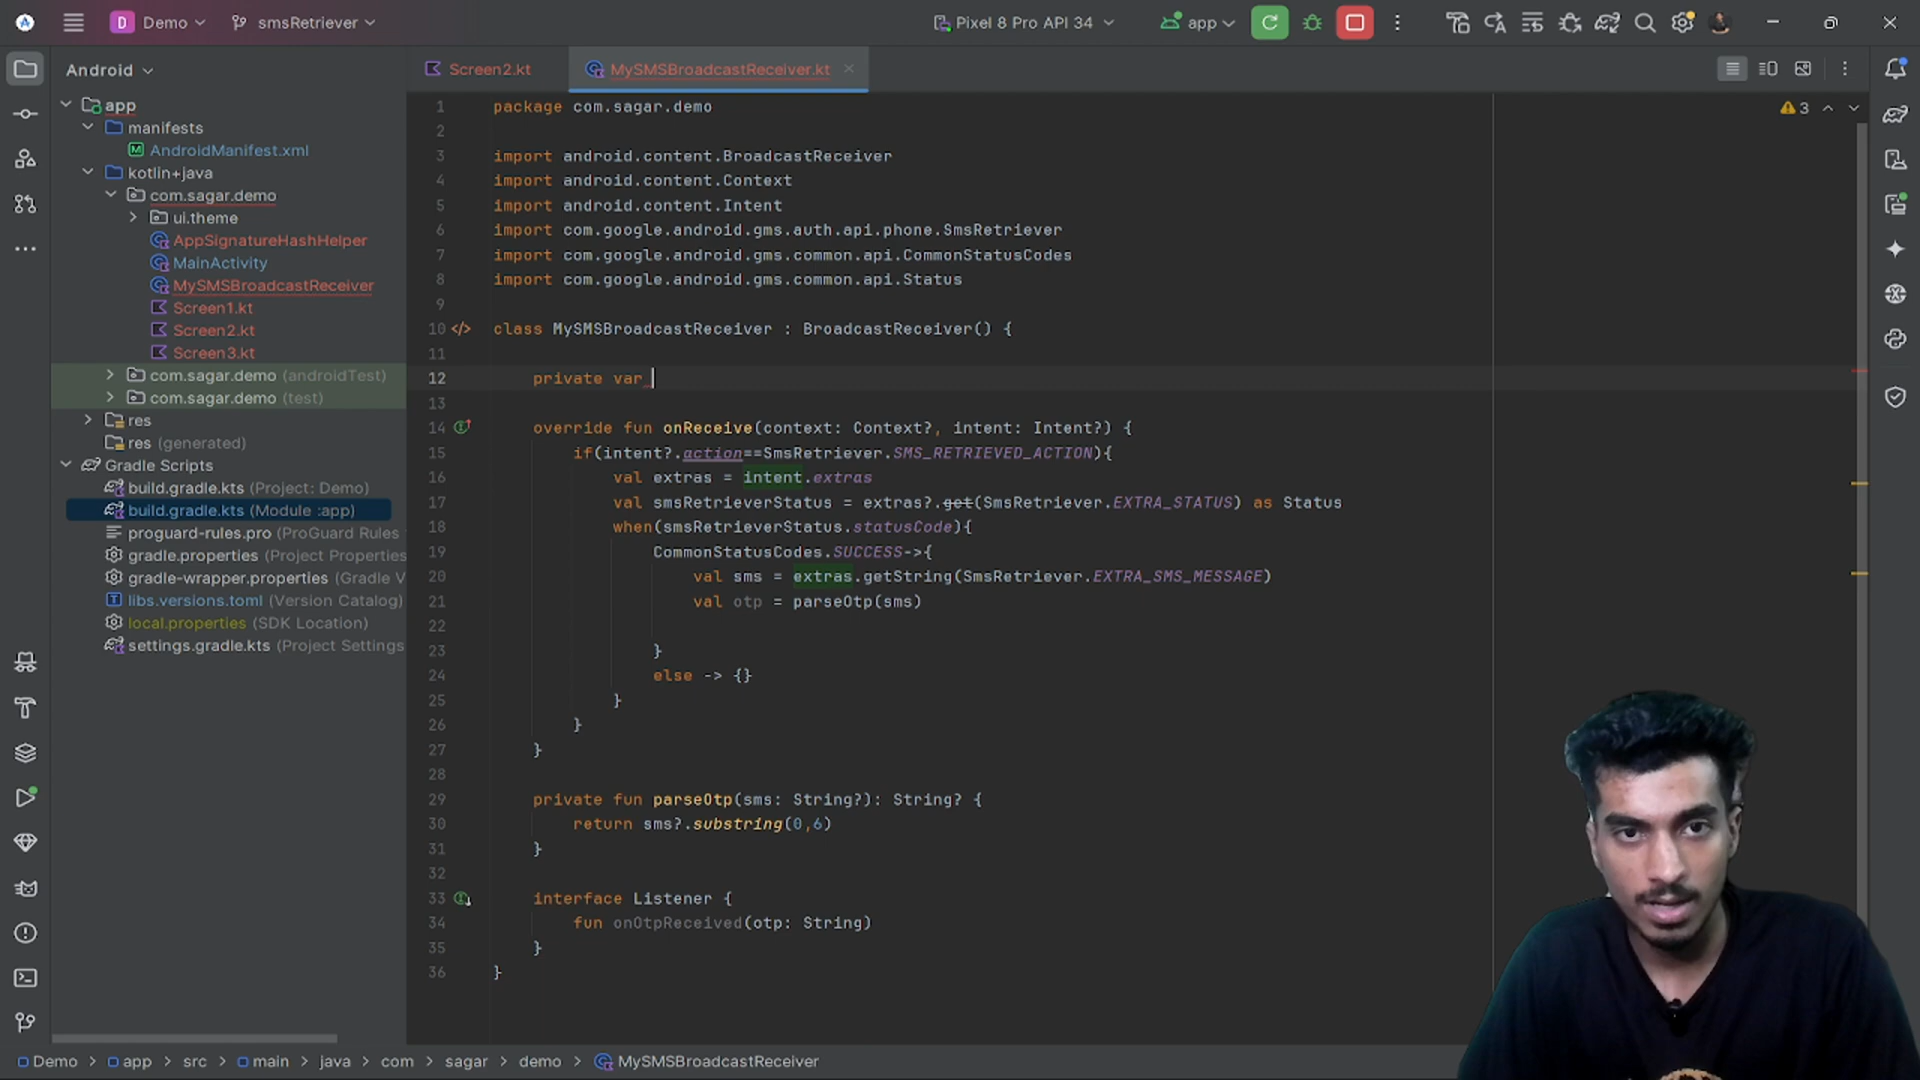 D Demo smsRetriever Pixel 8 Pro API 34 app
Android
Screen2.kt MySMSBroadcastReceiver.kt
app
manifests
AndroidManifest.xml
kotlin+java
com.sagar.demo
ui.theme
AppSignatureHashHelper
MainActivity
MySMSBroadcastReceiver
Screen1.kt
Screen2.kt
Screen3.kt
com.sagar.demo (androidTest)
com.sagar.demo (test)
res
res (generated)
Gradle Scripts
build.gradle.kts (Project: Demo)
build.gradle.kts (Module :app)
proguard-rules.pro (ProGuard Rules
gradle.properties (Project Properties
gradle-wrapper.properties (Gradle V
libs.versions.toml (Version Catalog)
local.properties (SDK Location)
settings.gradle.kts (Project Settings
3
1 package com.sagar.demo
2
3 import android.content.BroadcastReceiver
4 import android.content.Context
5 import android.content.Intent
6 import com.google.android.gms.auth.api.phone.SmsRetriever
7 import com.google.android.gms.common.api.CommonStatusCodes
8 import com.google.android.gms.common.api.Status
9
10 </> class MySMSBroadcastReceiver : BroadcastReceiver() {
11
12 private var
13
14 override fun onReceive(context: Context?, intent: Intent?) {
15 if(intent?.action==SmsRetriever.SMS_RETRIEVED_ACTION){
16 val extras = intent.extras
17 val smsRetrieverStatus = extras?.get(SmsRetriever.EXTRA_STATUS) as Status
18 when(smsRetrieverStatus.statusCode){
19 CommonStatusCodes.SUCCESS->{
20 val sms = extras.getString(SmsRetriever.EXTRA_SMS_MESSAGE)
21 val otp = parseOtp(sms)
22
23 }
24 else -> {}
25 }
26 }
27 }
28
29 private fun parseOtp(sms: String?): String? {
30 return sms?.substring(0,6)
31 }
32
33 interface Listener {
34 fun onOtpReceived(otp: String)
35 }
36 }
Demo > app > src > main > java > com > sagar > demo > MySMSBroadcastReceiver